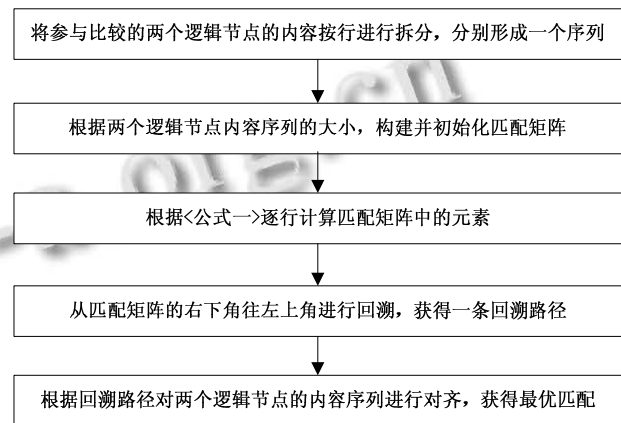 将参与比较的两个逻辑节点的内容按行进行拆分，分别形成一个序列
根据两个逻辑节点内容序列的大小，构建并初始化匹配矩阵
根据<公式一>逐行计算匹配矩阵中的元素
从匹配矩阵的右下角往左上角进行回溯，获得一条回溯路径
根据回溯路径对两个逻辑节点的内容序列进行对齐，获得最优匹配